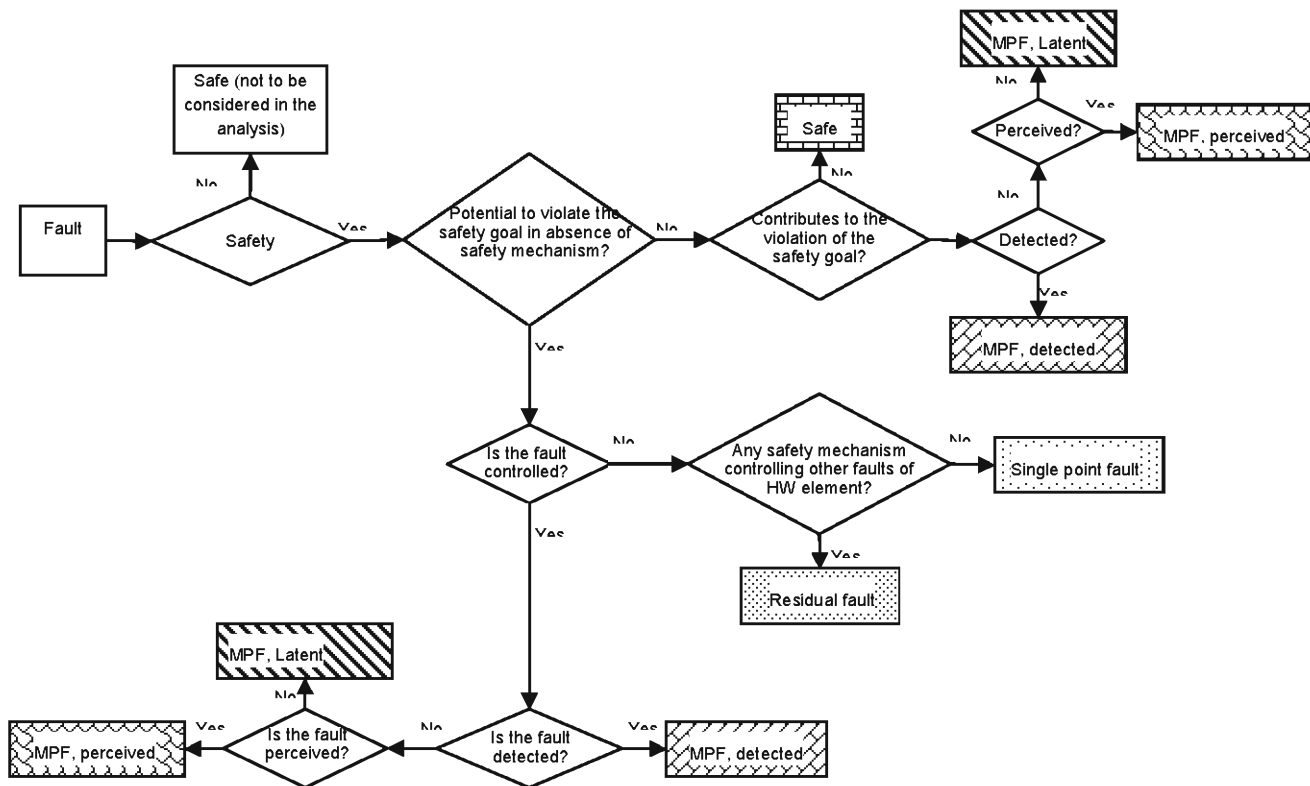 MPF, Latent
No
Safe (not to be
considered in the
analysis)
Perceived?
Yes
MPF, perceived
Safe
No
No
Fault
Safety
Yes
Potential to violate the
safety goal in absence of
safety mechanism?
No
Contributes to the
violation of the
safety goal?
No
Detected?
Yes
MPF, detected
Yes
Is the fault
controlled?
No
Any safety mechanism
controlling other faults of
HW element?
No
Single point fault
Yes
Yes
Residual fault
MPF, Latent
No
MPF, perceived
Yes
Is the fault
perceived?
No
Is the fault
detected?
Yes
MPF, detected